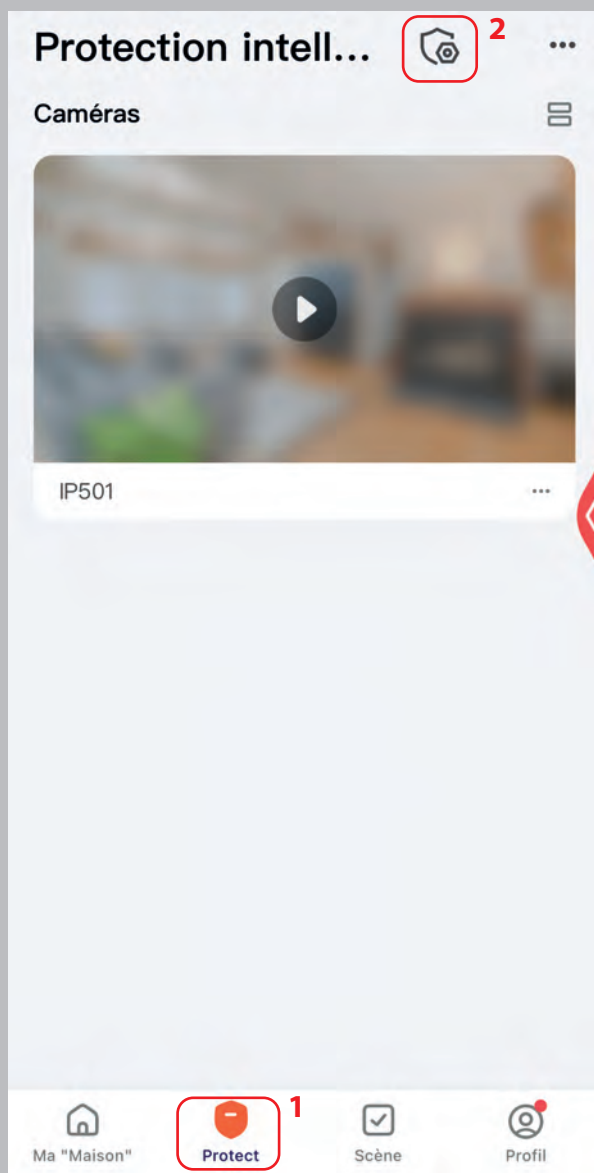 Protection intell...
2
Caméras
IP501
1
Ma "Maison"
Protect
Scène
Profil